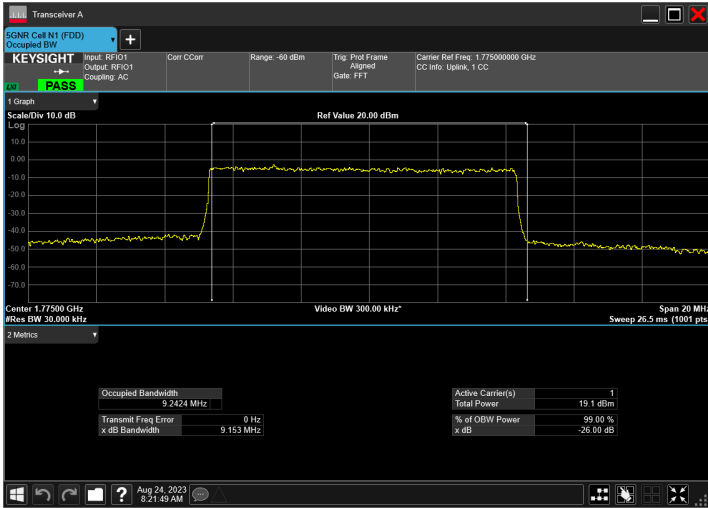 Transceiver A
5GNR Cell N1 (FDD)
Occupied BW
+
KEYSIGHT
LXI
PASS
Input: RFIO1
Output: RFIO1
Coupling: AC
Corr CCorr
Range: -60 dBm
Trig: Prot Frame
Aligned
Gate: FFT
Carrier Ref Freq: 1.775000000 GHz
CC Info: Uplink, 1 CC
1 Graph
Scale/Div 10.0 dB
Ref Value 20.00 dBm
Log
10.0
0.00
-10.0
-20.0
-30.0
-40.0
-50.0
-60.0
-70.0
Center 1.77500 GHz
Video BW 300.00 kHz*
Span 20 MHz
#Res BW 30.000 kHz
Sweep 26.5 ms (1001 pts
2 Metrics
Occupied Bandwidth
9.2424 MHz
Transmit Freq Error 0 Hz
x dB Bandwidth 9.153 MHz
Active Carrier(s) 1
Total Power 19.1 dBm
% of OBW Power 99.00 %
x dB -26.00 dB
?
Aug 24, 2023
8:21:49 AM